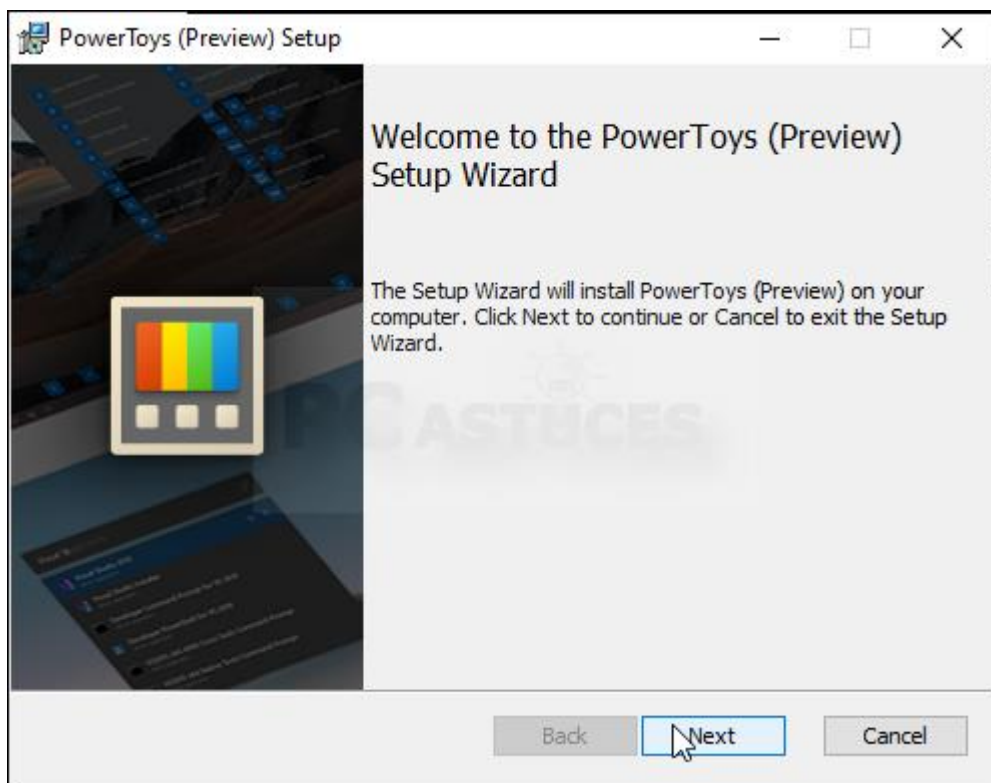 PowerToys (Preview) Setup
Welcome to the PowerToys (Preview)
Setup Wizard
The Setup Wizard will install PowerToys (Preview) on your
computer. Click Next to continue or Cancel to exit the Setup
Wizard.
PC ASTUCES
Back
Next
Cancel